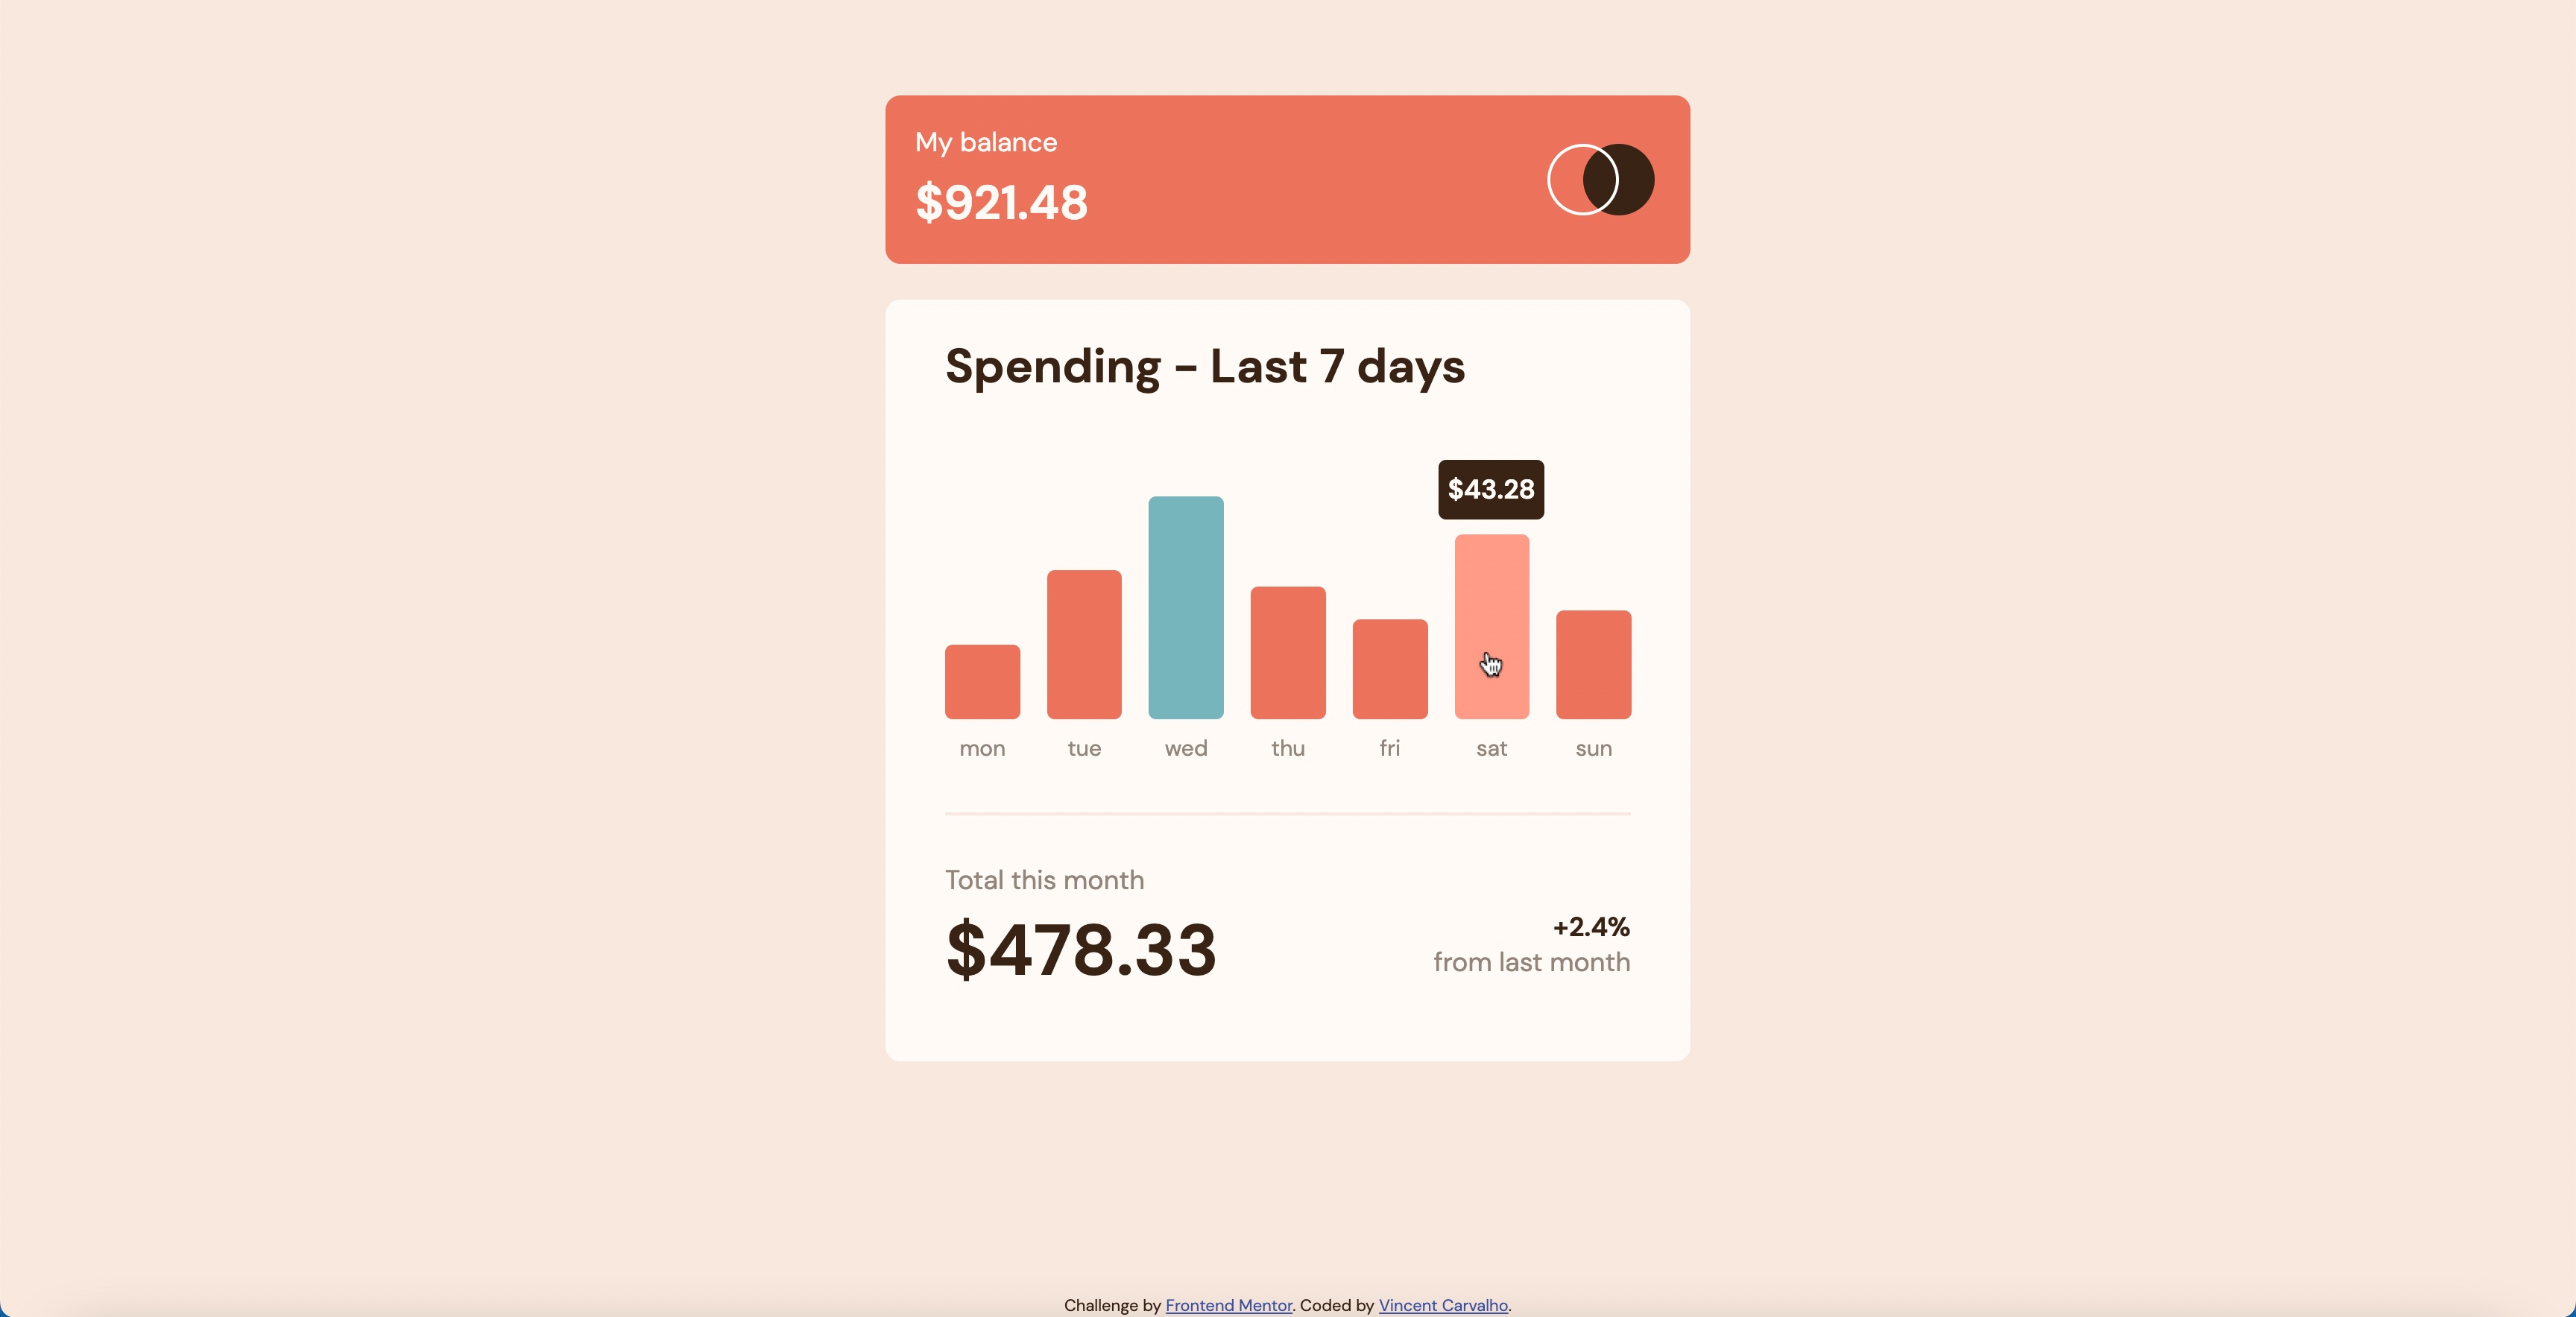 My balance
$921.48
Spending - Last 7 days
$43.28
mon tue wed thu fri sat sun
Total this month
$478.33
+2.4%
from last month
Challenge by Frontend Mentor. Coded by Vincent Carvalho.